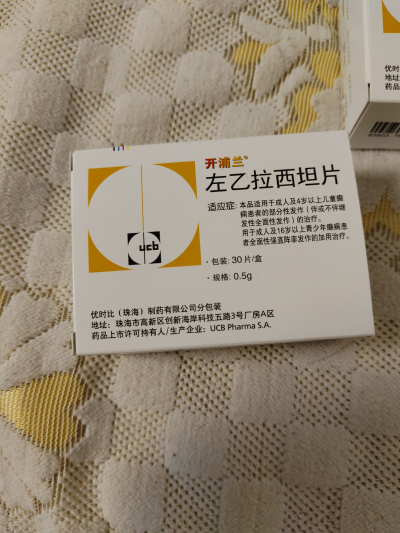 开浦兰®
左乙拉西坦片
适应症: 本品适用于成人及4岁以上儿童癫
痫患者的部分性发作（伴或不伴继
发性全面性发作）的治疗。
用于成人及16岁以上青少年癫痫患
者全面性强直阵挛发作的加用治疗。
· 包装: 30片/盒
· 规格: 0.5g
ucb
优时比（珠海）制药有限公司分包装
地址: 珠海市高新区创新海岸科技五路3号厂房A区
药品上市许可持有人/生产企业: UCB Pharma S.A.
优时比
地址:
药品